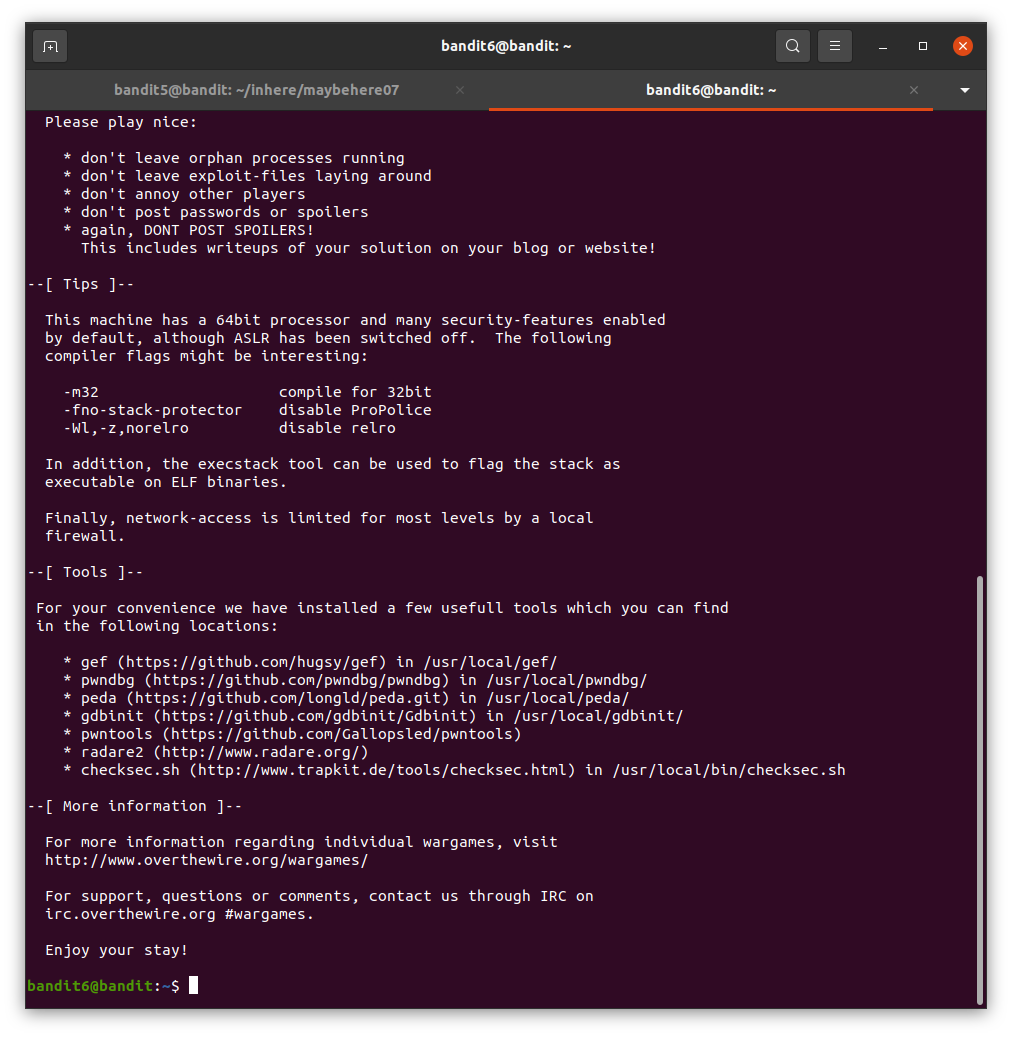 bandit6@bandit: ~
bandit5@bandit: ~/inhere/maybehere07
bandit6@bandit: ~
Please play nice:
* don't leave orphan processes running
* don't leave exploit-files laying around
* don't annoy other players
* don't post passwords or spoilers
* again, DONT POST SPOILERS!
This includes writeups of your solution on your blog or website!
--[ Tips ]--
This machine has a 64bit processor and many security-features enabled
by default, although ASLR has been switched off.  The following
compiler flags might be interesting:
-m32                    compile for 32bit
-fno-stack-protector    disable ProPolice
-Wl,-z,norelro          disable relro
In addition, the execstack tool can be used to flag the stack as
executable on ELF binaries.
Finally, network-access is limited for most levels by a local
firewall.
--[ Tools ]--
For your convenience we have installed a few usefull tools which you can find
in the following locations:
* gef (https://github.com/hugsy/gef) in /usr/local/gef/
* pwndbg (https://github.com/pwndbg/pwndbg) in /usr/local/pwndbg/
* peda (https://github.com/longld/peda.git) in /usr/local/peda/
* gdbinit (https://github.com/gdbinit/Gdbinit) in /usr/local/gdbinit/
* pwntools (https://github.com/Gallopsled/pwntools)
* radare2 (http://www.radare.org/)
* checksec.sh (http://www.trapkit.de/tools/checksec.html) in /usr/local/bin/checksec.sh
--[ More information ]--
For more information regarding individual wargames, visit
http://www.overthewire.org/wargames/
For support, questions or comments, contact us through IRC on
irc.overthewire.org #wargames.
Enjoy your stay!
bandit6@bandit:~$